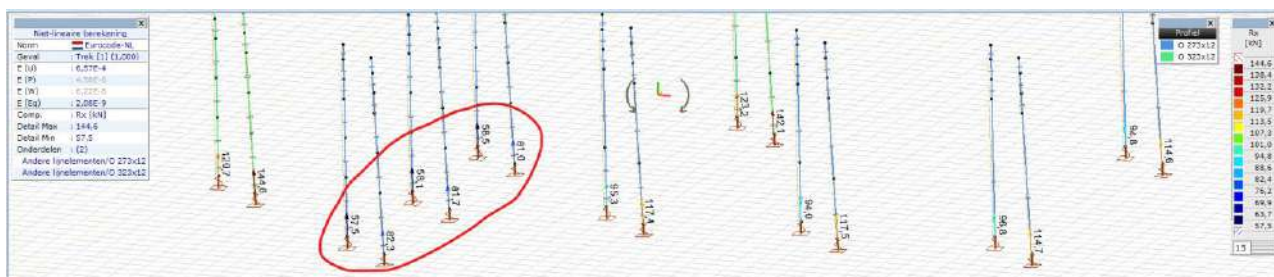 Niet-lineaire berekening
Norm Eurocode-NL
Geval : Trek [1] (1,000)
E (U) : 6,57E-4
E (P)
E (W)
E (Eq) : 2,08E-9
Comp. : Rx [kN]
Detail Max : 144,6
Detail Min : 57,5
Onderdelen : (2)
Andere lijnelementen/O 273x12
Andere lijnelementen/O 323x12
144,6
57,5
82,3
58,1
81,7
58,5
81,0
95,3
117,4
123,2
142,1
94,0
117,5
96,8
114,7
94,8
114,6
Profiel
O 273x12
O 323x12
Rx
[kN]
144,6
138,4
132,2
125,9
119,7
113,5
107,3
101,0
94,8
88,6
82,4
76,2
69,9
63,7
57,5
15